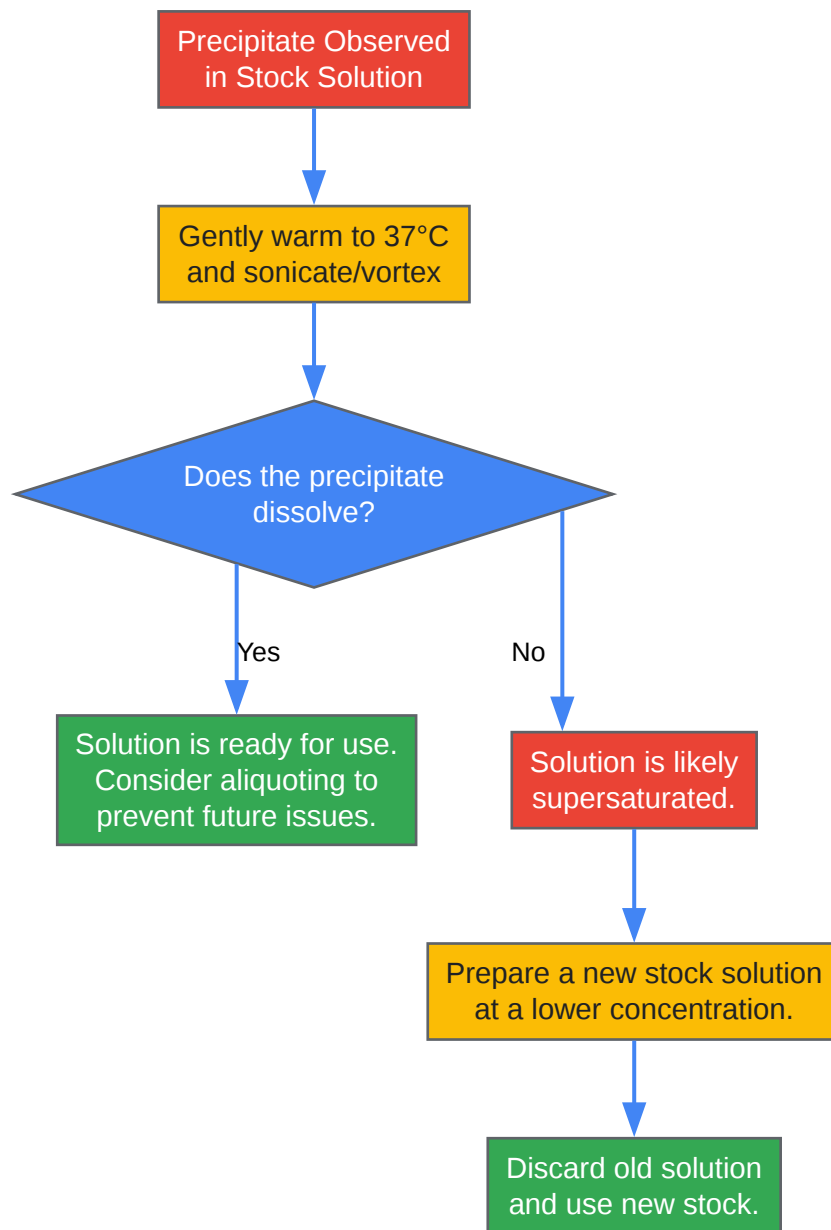 Precipitate Observed
in Stock Solution
Gently warm to 37°C
and sonicate/vortex
Does the precipitate
dissolve?
Yes
No
Solution is ready for use.
Consider aliquoting to
prevent future issues.
Solution is likely
supersaturated.
Prepare a new stock solution
at a lower concentration.
Discard old solution
and use new stock.